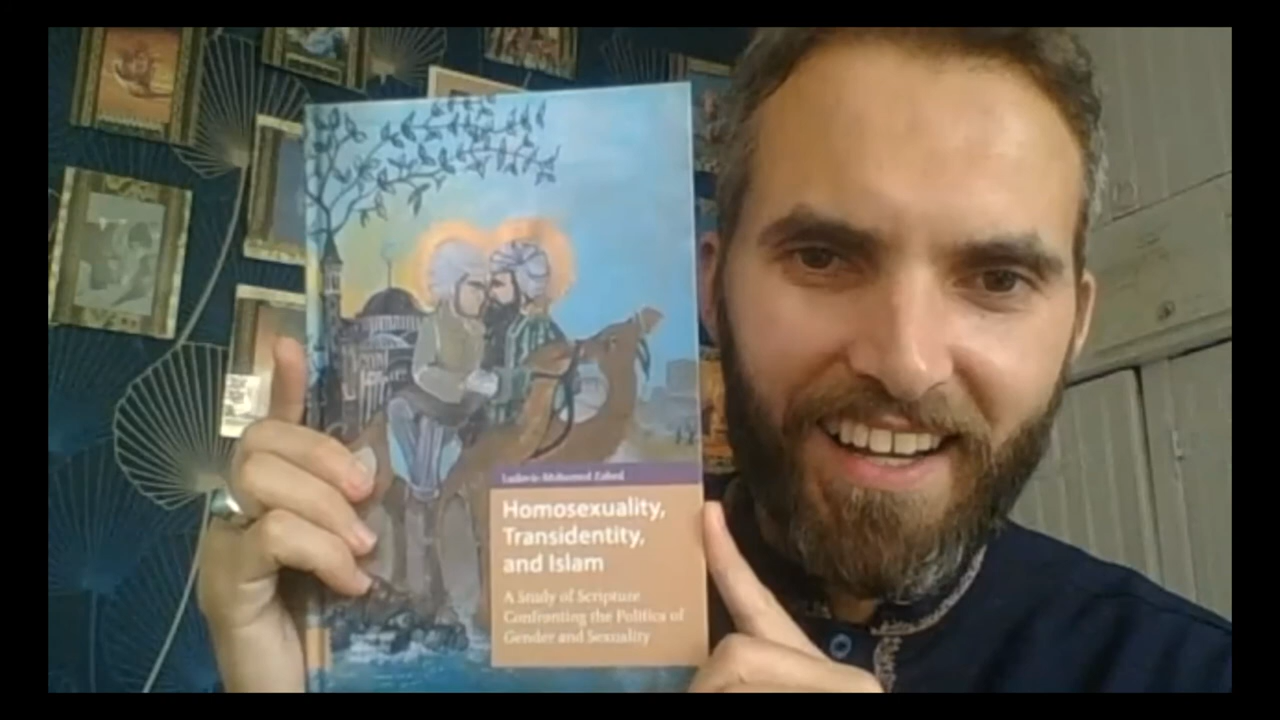 Ludovic-Mohamed Zahed
Homosexuality,
Transidentity,
and Islam
A Study of Scripture
Confronting the Politics of
Gender and Sexuality